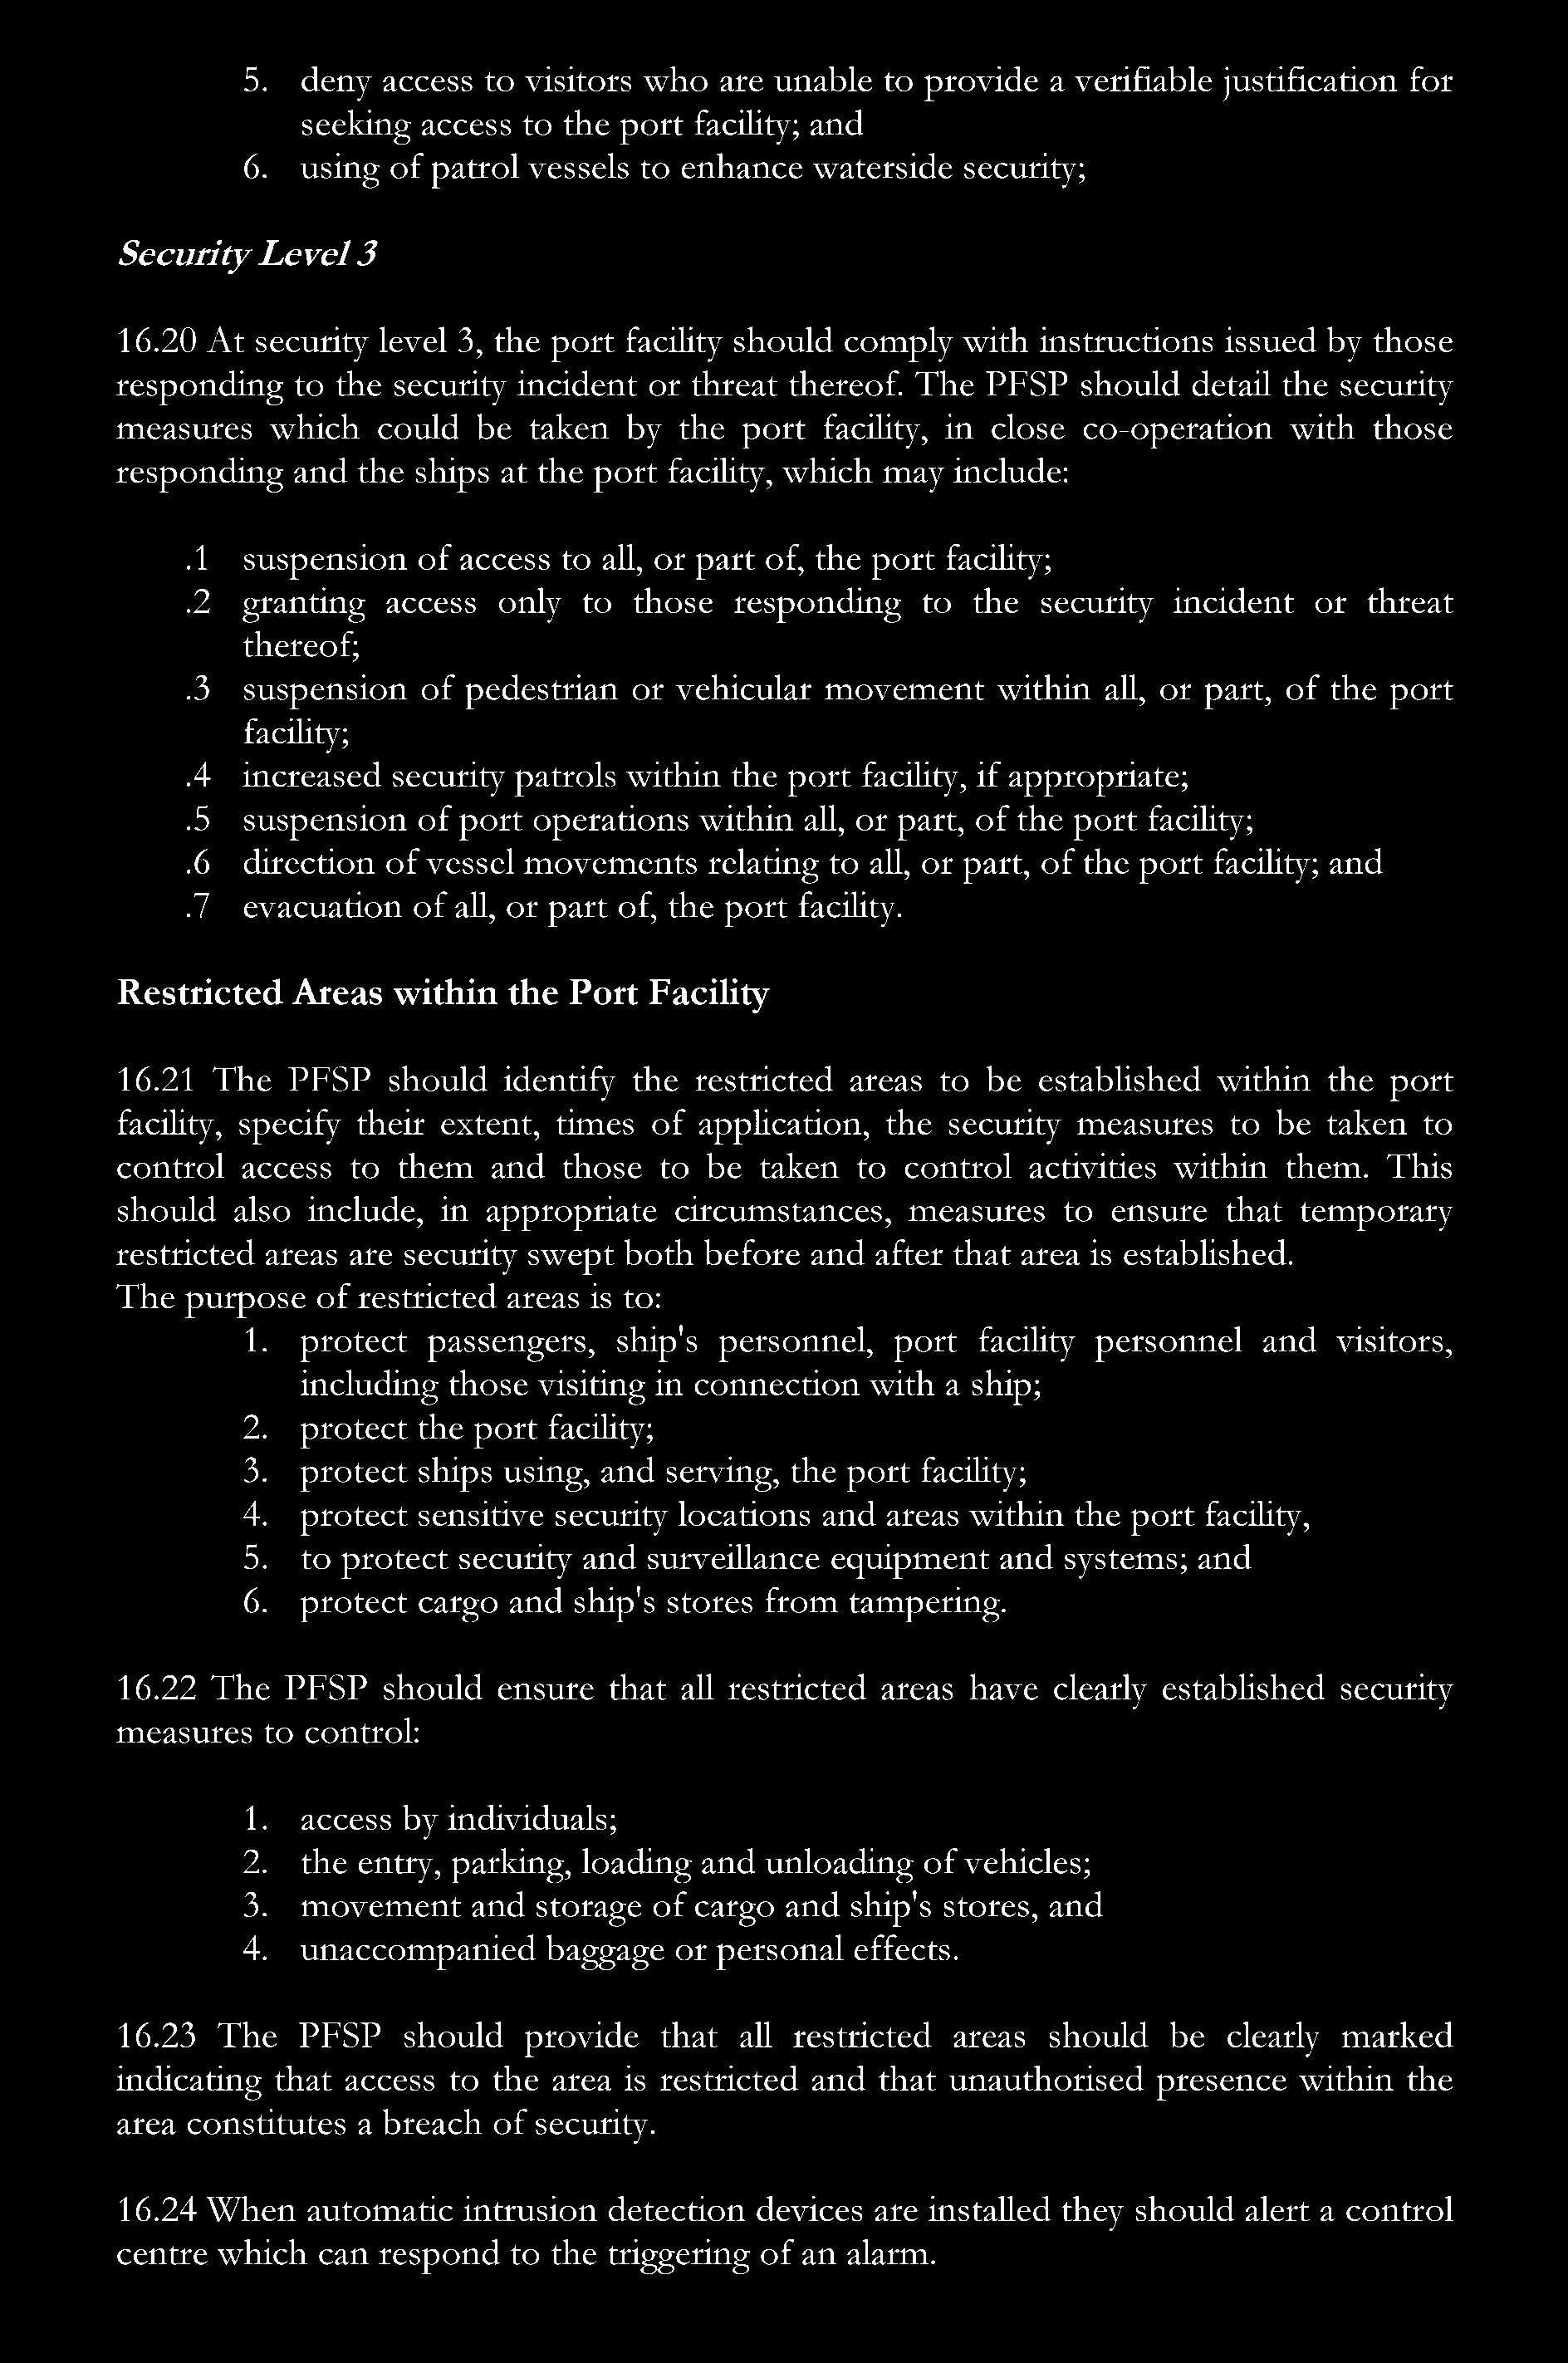 5. deny access to visitors who are unable to provide a verifiable justification for
seeking access to the port facility; and
6. using of patrol vessels to enhance waterside security;
Security Level 3
16.20 At security level 3, the port facility should comply with instructions issued by those
responding to the security incident or threat thereof. The PFSP should detail the security
measures which could be taken by the port facility, in close co-operation with those
responding and the ships at the port facility, which may include:
.1 suspension of access to all, or part of, the port facility;
.2 granting access only to those responding to the security incident or threat
thereof;
.3 suspension of pedestrian or vehicular movement within all, or part, of the port
facility;
.4 increased security patrols within the port facility, if appropriate;
.5 suspension of port operations within all, or part, of the port facility;
.6 direction of vessel movements relating to all, or part, of the port facility; and
.7 evacuation of all, or part of, the port facility.
Restricted Areas within the Port Facility
16.21 The PFSP should identify the restricted areas to be established within the port
facility, specify their extent, times of application, the security measures to be taken to
control access to them and those to be taken to control activities within them. This
should also include, in appropriate circumstances, measures to ensure that temporary
restricted areas are security swept both before and after that area is established.
The purpose of restricted areas is to:
1. protect passengers, ship's personnel, port facility personnel and visitors,
including those visiting in connection with a ship;
2. protect the port facility;
3. protect ships using, and serving, the port facility;
4. protect sensitive security locations and areas within the port facility,
5. to protect security and surveillance equipment and systems; and
6. protect cargo and ship's stores from tampering.
16.22 The PFSP should ensure that all restricted areas have clearly established security
measures to control:
1. access by individuals;
2. the entry, parking, loading and unloading of vehicles;
3. movement and storage of cargo and ship's stores, and
4. unaccompanied baggage or personal effects.
16.23 The PFSP should provide that all restricted areas should be clearly marked
indicating that access to the area is restricted and that unauthorised presence within the
area constitutes a breach of security.
16.24 When automatic intrusion detection devices are installed they should alert a control
centre which can respond to the triggering of an alarm.